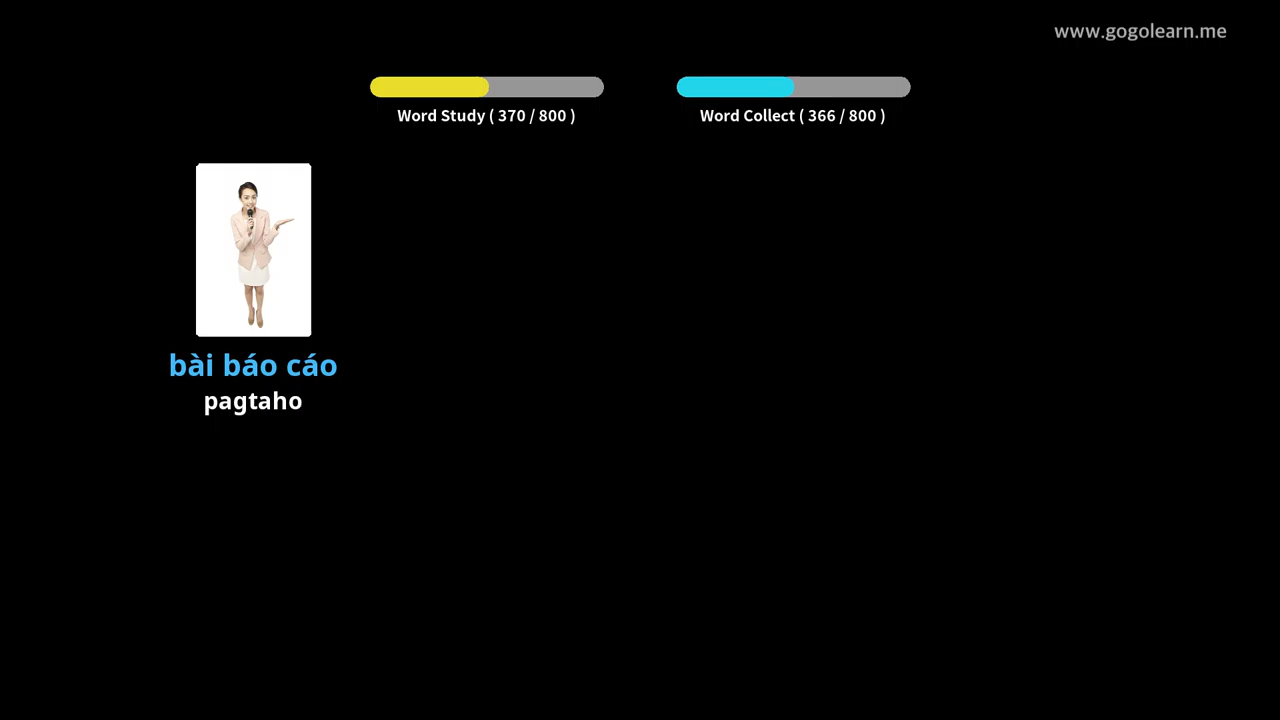 www.gogolearn.me
Word Study ( 370 / 800 )
Word Collect ( 366 / 800 )
bài báo cáo
pagtaho